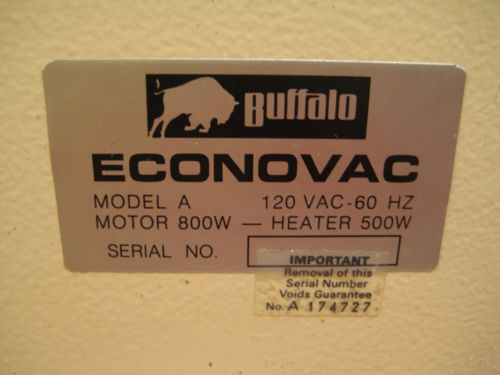 Buffalo
ECONOVAC
MODEL A 120 VAC-60 HZ
MOTOR 800W — HEATER 500W
SERIAL NO.
IMPORTANT
Removal of this
Serial Number
Voids Guarantee
No. A 174727